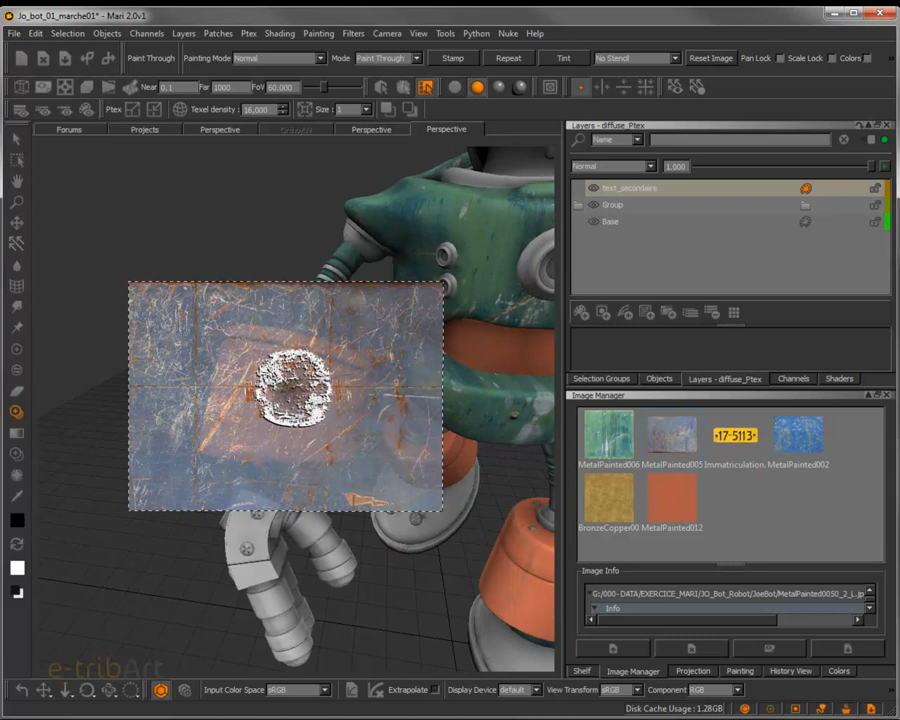 Jo_bot_01_marche01* - Mari 2.0v1
File Edit Selection Objects Channels Layers Patches Ptex Shading Painting Filters Camera View Tools Python Nuke Help
Paint Through Painting Mode Normal Mode Paint Through Stamp Repeat Tint No Stencil Reset Image Pan Lock Scale Lock Colors
Near 0.1 Far 1000 FoV 60.000
Ptex Texel density: 16,000 Size 1
Forums Projects Perspective Perspective Perspective
Layers - diffuse_Ptex
Name
Normal 1.000
text_secondaire
Group
Base
Selection Groups Objects Layers - diffuse_Ptex Channels Shaders
Image Manager
17-5113
MetalPainted006 MetalPainted005 Immatriculation. MetalPainted002
BronzeCopper00 MetalPainted012
Image Info
G:/000-DATA/EXERCICE_MARI/JO_Bot_Robot/JoeBot/MetalPainted0050_2_L.jp
Info
e-tribArt
Shelf Image Manager Projection Painting History View Colors
Input Color Space sRGB Extrapolate Display Device default View Transform sRGB Component RGB
Disk Cache Usage : 1.28GB